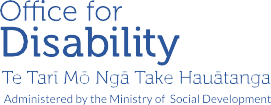 Office for
Disability
Te Tari Mō Ngā Take Hauātanga
Administered by the Ministry of Social Development